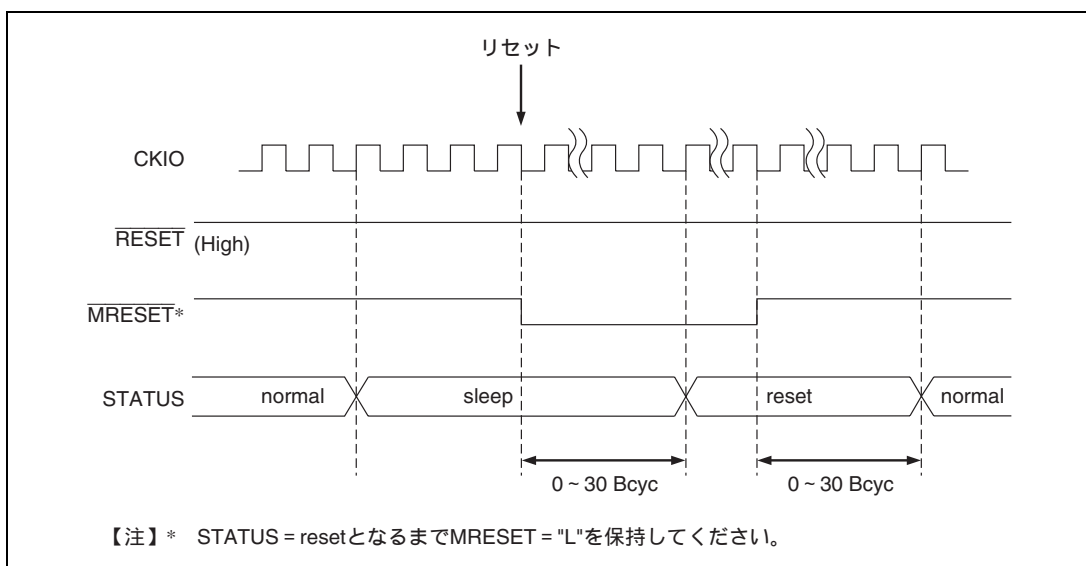 リセット
CKIO
RESET (High)
MRESET*
STATUS normal sleep reset normal
0 ~ 30 Bcyc 0 ~ 30 Bcyc
【注】* STATUS = resetとなるまでMRESET = "L"を保持してください。